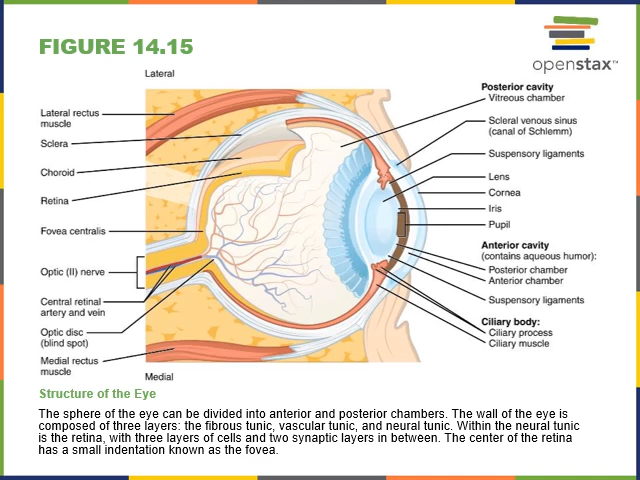 FIGURE 14.15
openstax™
Lateral
Lateral rectus
muscle
Sclera
Choroid
Retina
Fovea centralis
Optic (II) nerve
Central retinal
artery and vein
Optic disc
(blind spot)
Medial rectus
muscle
Medial
Posterior cavity
Vitreous chamber
Scleral venous sinus
(canal of Schlemm)
Suspensory ligaments
Lens
Cornea
Iris
Pupil
Anterior cavity
(contains aqueous humor):
Posterior chamber
Anterior chamber
Suspensory ligaments
Ciliary body:
Ciliary process
Ciliary muscle
Structure of the Eye
The sphere of the eye can be divided into anterior and posterior chambers. The wall of the eye is
composed of three layers: the fibrous tunic, vascular tunic, and neural tunic. Within the neural tunic
is the retina, with three layers of cells and two synaptic layers in between. The center of the retina
has a small indentation known as the fovea.